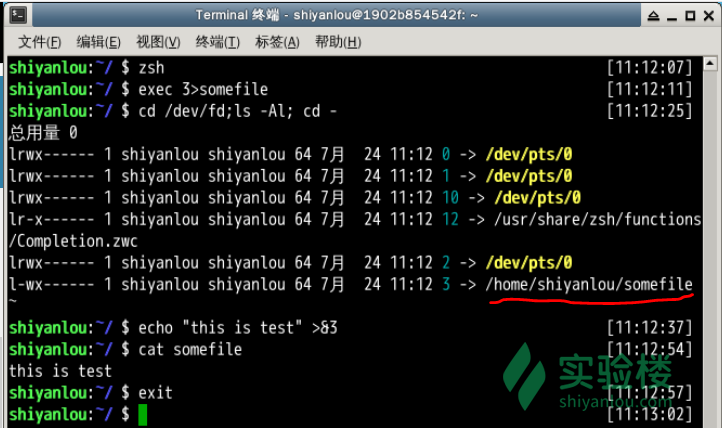 Terminal 终端 - shiyanlou@1902b854542f: ~
文件(F) 编辑(E) 视图(V) 终端(T) 标签(A) 帮助(H)
shiyanlou:~/ $ zsh [11:12:07]
shiyanlou:~/ $ exec 3>somefile [11:12:11]
shiyanlou:~/ $ cd /dev/fd;ls -Al; cd - [11:12:25]
总用量 0
lrwx------ 1 shiyanlou shiyanlou 64 7月 24 11:12 0 -> /dev/pts/0
lrwx------ 1 shiyanlou shiyanlou 64 7月 24 11:12 1 -> /dev/pts/0
lrwx------ 1 shiyanlou shiyanlou 64 7月 24 11:12 10 -> /dev/pts/0
lr-x------ 1 shiyanlou shiyanlou 64 7月 24 11:12 12 -> /usr/share/zsh/functions
/Completion.zwc
lrwx------ 1 shiyanlou shiyanlou 64 7月 24 11:12 2 -> /dev/pts/0
l-wx------ 1 shiyanlou shiyanlou 64 7月 24 11:12 3 -> /home/shiyanlou/somefile
~
shiyanlou:~/ $ echo "this is test" >&3 [11:12:37]
shiyanlou:~/ $ cat somefile [11:12:54]
this is test
shiyanlou:~/ $ exit [11:12:57]
shiyanlou:~/ $ [11:13:02]
实验楼
shiyanlou.com